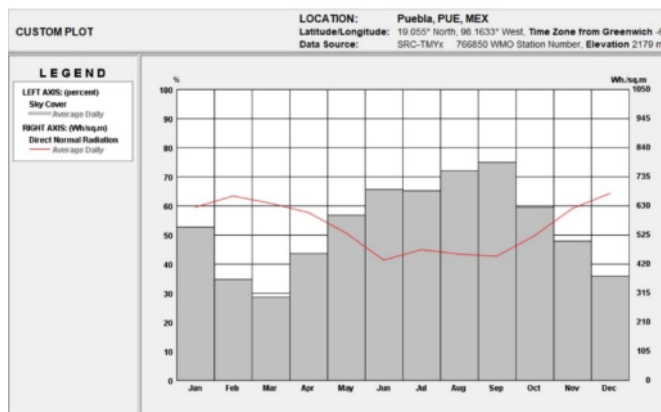 CUSTOM PLOT
LOCATION: Puebla, PUE, MEX
Latitude/Longitude: 19.055° North, 98.1633° West, Time Zone from Greenwich -6
Data Source: SRC-TMYx 766850 WMO Station Number, Elevation 2179 m
LEGEND
LEFT AXIS: (percent)
Sky Cover
Average Daily
RIGHT AXIS: (Wh/sq.m)
Direct Normal Radiation
Average Daily
% Wh./sq.m
100 1050
90 945
80 840
70 735
60 630
50 525
40 420
30 315
20 210
10 105
0 0
Jan Feb Mar Apr May Jun Jul Aug Sep Oct Nov Dec